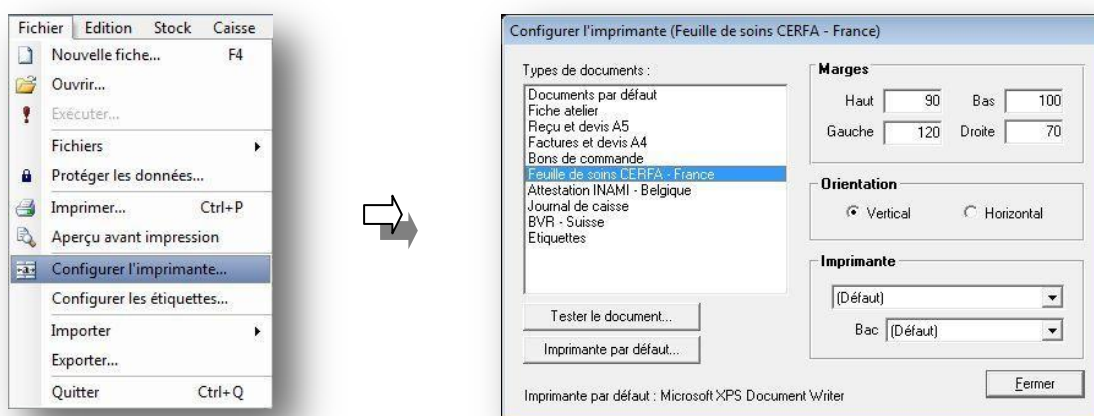 Fichier Edition Stock Caisse
Nouvelle fiche... F4
Ouvrir...
Exécuter...
Fichiers
Protéger les données...
Imprimer... Ctrl+P
Aperçu avant impression
Configurer l'imprimante...
Configurer les étiquettes...
Importer
Exporter...
Quitter Ctrl+Q
Configurer l'imprimante (Feuille de soins CERFA - France)
Types de documents :
Documents par défaut
Fiche atelier
Reçu et devis A5
Factures et devis A4
Bons de commande
Feuille de soins CERFA - France
Attestation INAMI - Belgique
Journal de caisse
BVR - Suisse
Etiquettes
Tester le document...
Imprimante par défaut...
Imprimante par défaut : Microsoft XPS Document Writer
Marges
Haut 90 Bas 100
Gauche 120 Droite 70
Orientation
Vertical Horizontal
Imprimante
(Défaut)
Bac (Défaut)
Fermer